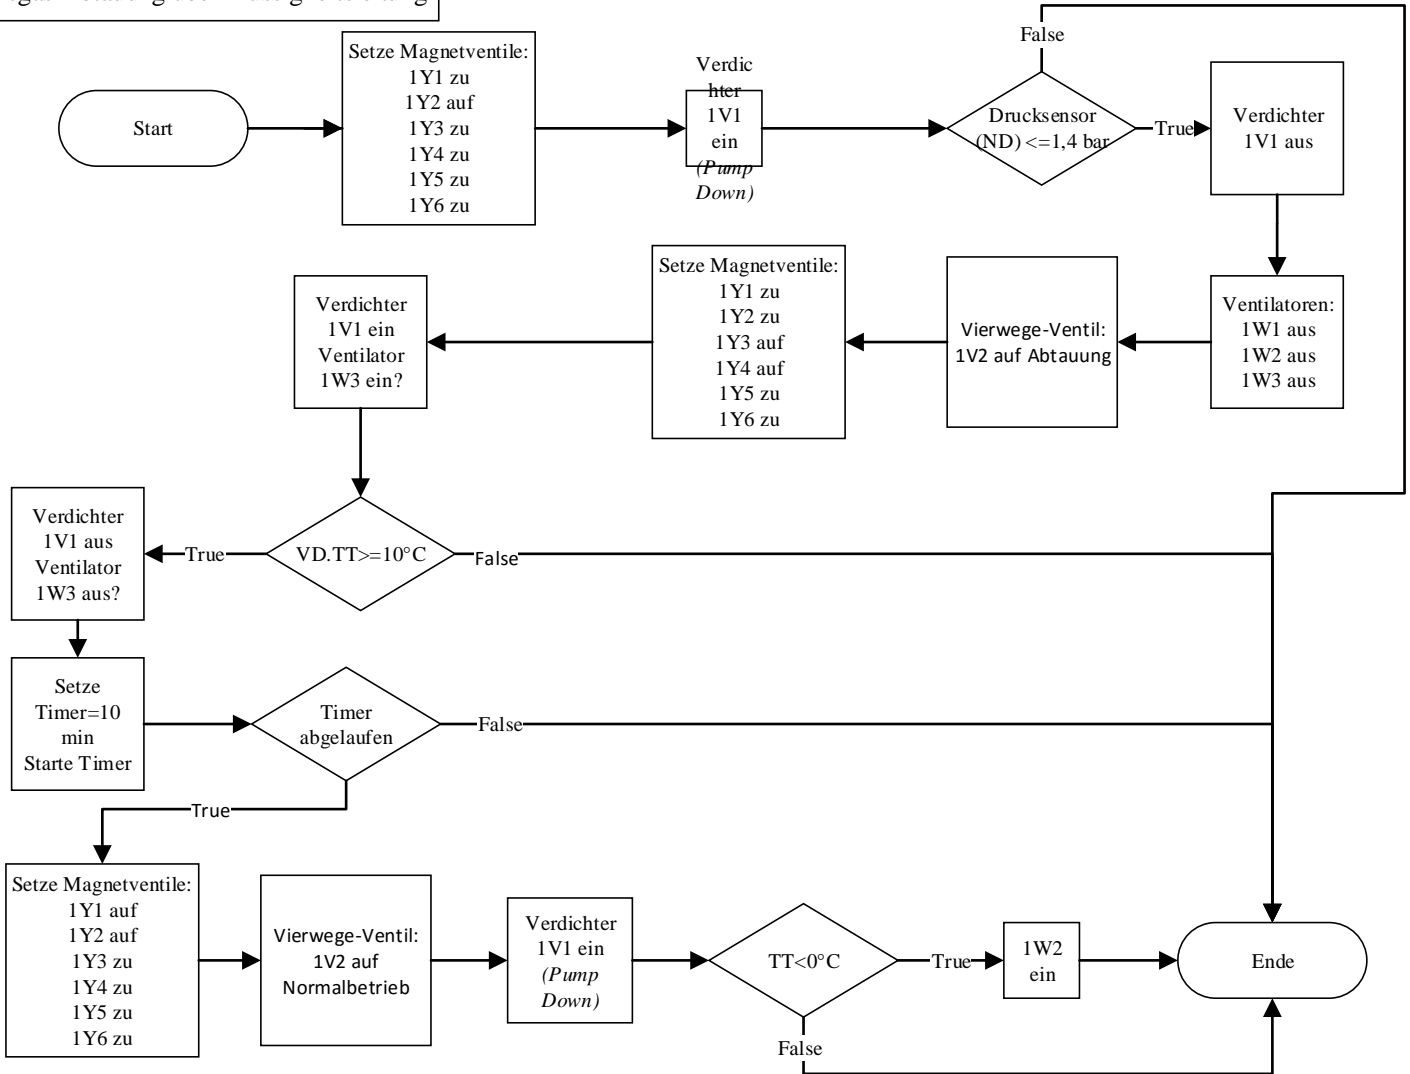 Start
Setze Magnetventile:
1Y1 zu
1Y2 auf
1Y3 zu
1Y4 zu
1Y5 zu
1Y6 zu
Verdic
hter
1V1
ein
(Pump
Down)
False
Drucksensor
(ND) <=1,4 bar
True
Verdichter
1V1 aus
Ventilatoren:
1W1 aus
1W2 aus
1W3 aus
Vierwege-Ventil:
1V2 auf Abtauung
Setze Magnetventile:
1Y1 zu
1Y2 zu
1Y3 auf
1Y4 auf
1Y5 zu
1Y6 zu
Verdichter
1V1 ein
Ventilator
1W3 ein?
VD.TT>=10°C
False
True
Verdichter
1V1 aus
Ventilator
1W3 aus?
Setze
Timer=10
min
Starte Timer
Timer
abgelaufen
False
True
Setze Magnetventile:
1Y1 auf
1Y2 auf
1Y3 zu
1Y4 zu
1Y5 zu
1Y6 zu
Vierwege-Ventil:
1V2 auf
Normalbetrieb
Verdichter
1V1 ein
(Pump
Down)
TT<0°C
True
False
1W2
ein
Ende